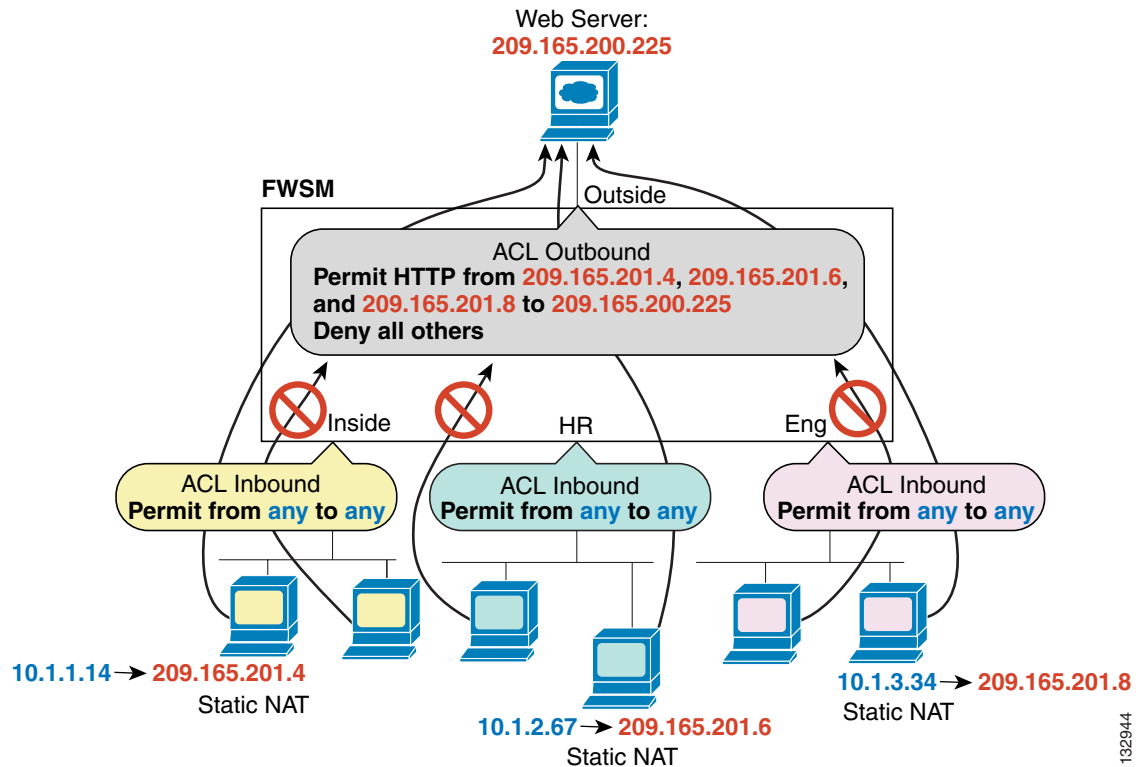 Web Server:
209.165.200.225
FWSM
Outside
ACL Outbound
Permit HTTP from 209.165.201.4, 209.165.201.6,
and 209.165.201.8 to 209.165.200.225
Deny all others
Inside
HR
Eng
ACL Inbound
Permit from any to any
ACL Inbound
Permit from any to any
ACL Inbound
Permit from any to any
10.1.1.14 → 209.165.201.4
Static NAT
10.1.2.67 → 209.165.201.6
Static NAT
10.1.3.34 → 209.165.201.8
Static NAT
132944